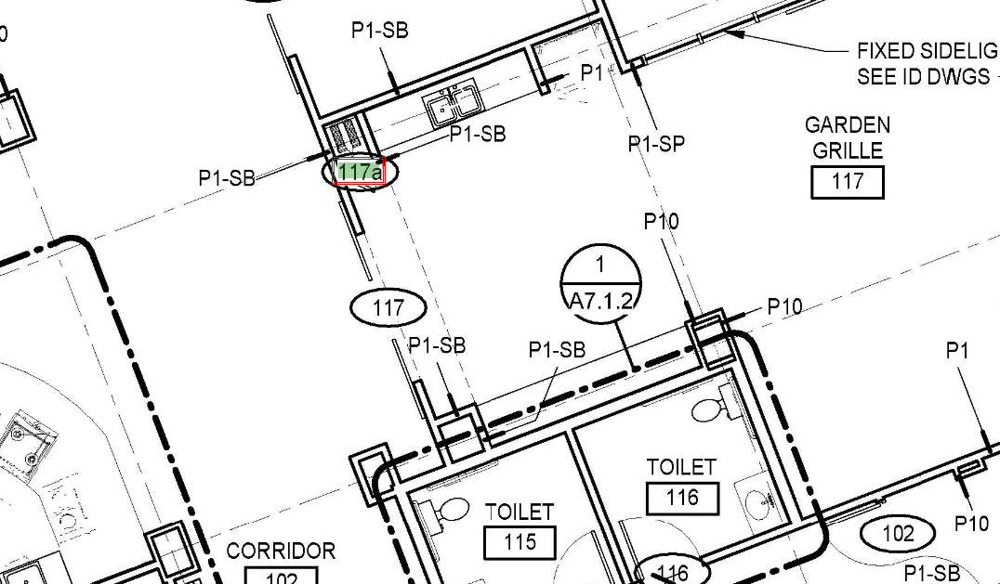 0
P1-SB
FIXED SIDELIG
SEE ID DWGS
P1
GARDEN
GRILLE
117
P1-SB
P1-SP
P1-SB
117a
P10
1
A7.1.2
117
P10
P1-SB
P1-SB
P1
TOILET
116
TOILET
115
102
P10
CORRIDOR
102
116
P1-SB